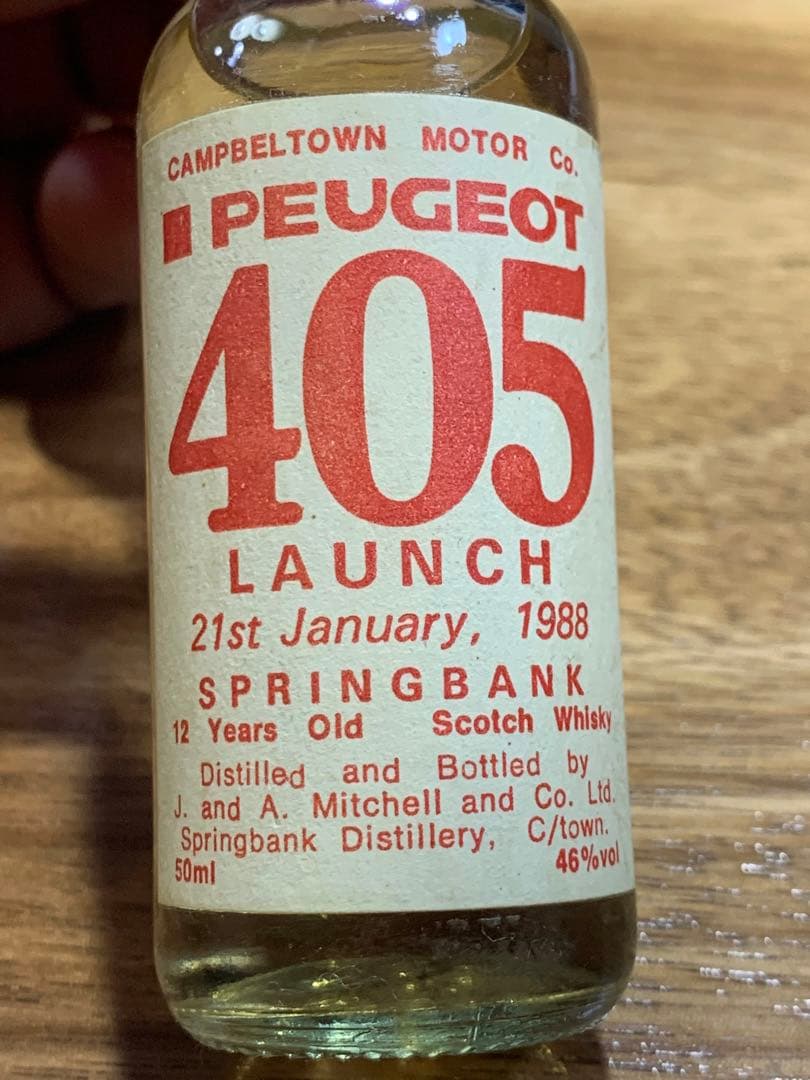 CAMPBELTOWN MOTOR Co.
PEUGEOT
405
LAUNCH
21st January, 1988
SPRINGBANK
12 Years Old Scotch Whisky
Distilled and Bottled by
J. and A. Mitchell and Co. Ltd.
Springbank Distillery, C/town.
50ml 46%vol